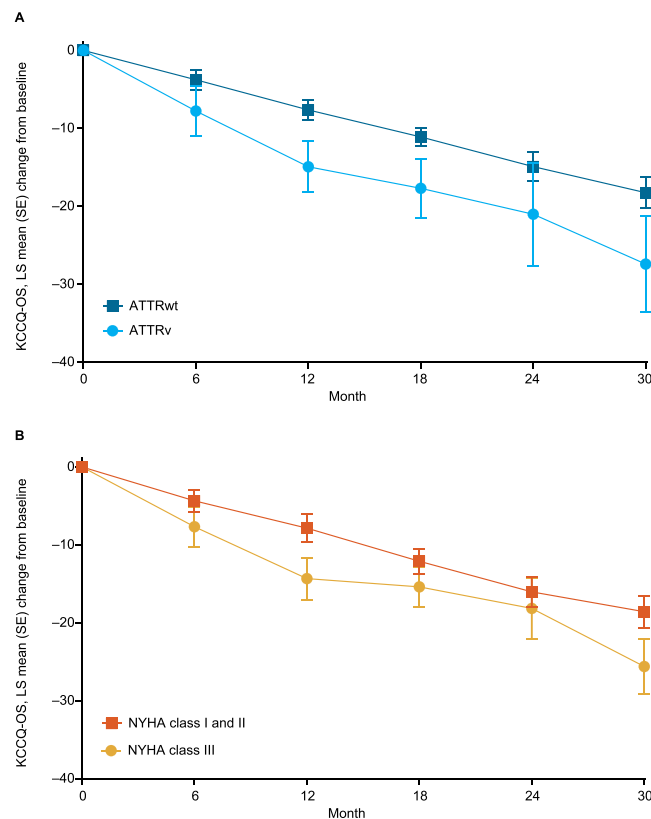 A
KCCQ-OS, LS mean (SE) change from baseline
0
–10
–20
–30
–40
ATTRwt
ATTRv
0 6 12 18 24 30
Month
B
KCCQ-OS, LS mean (SE) change from baseline
0
–10
–20
–30
–40
NYHA class I and II
NYHA class III
0 6 12 18 24 30
Month